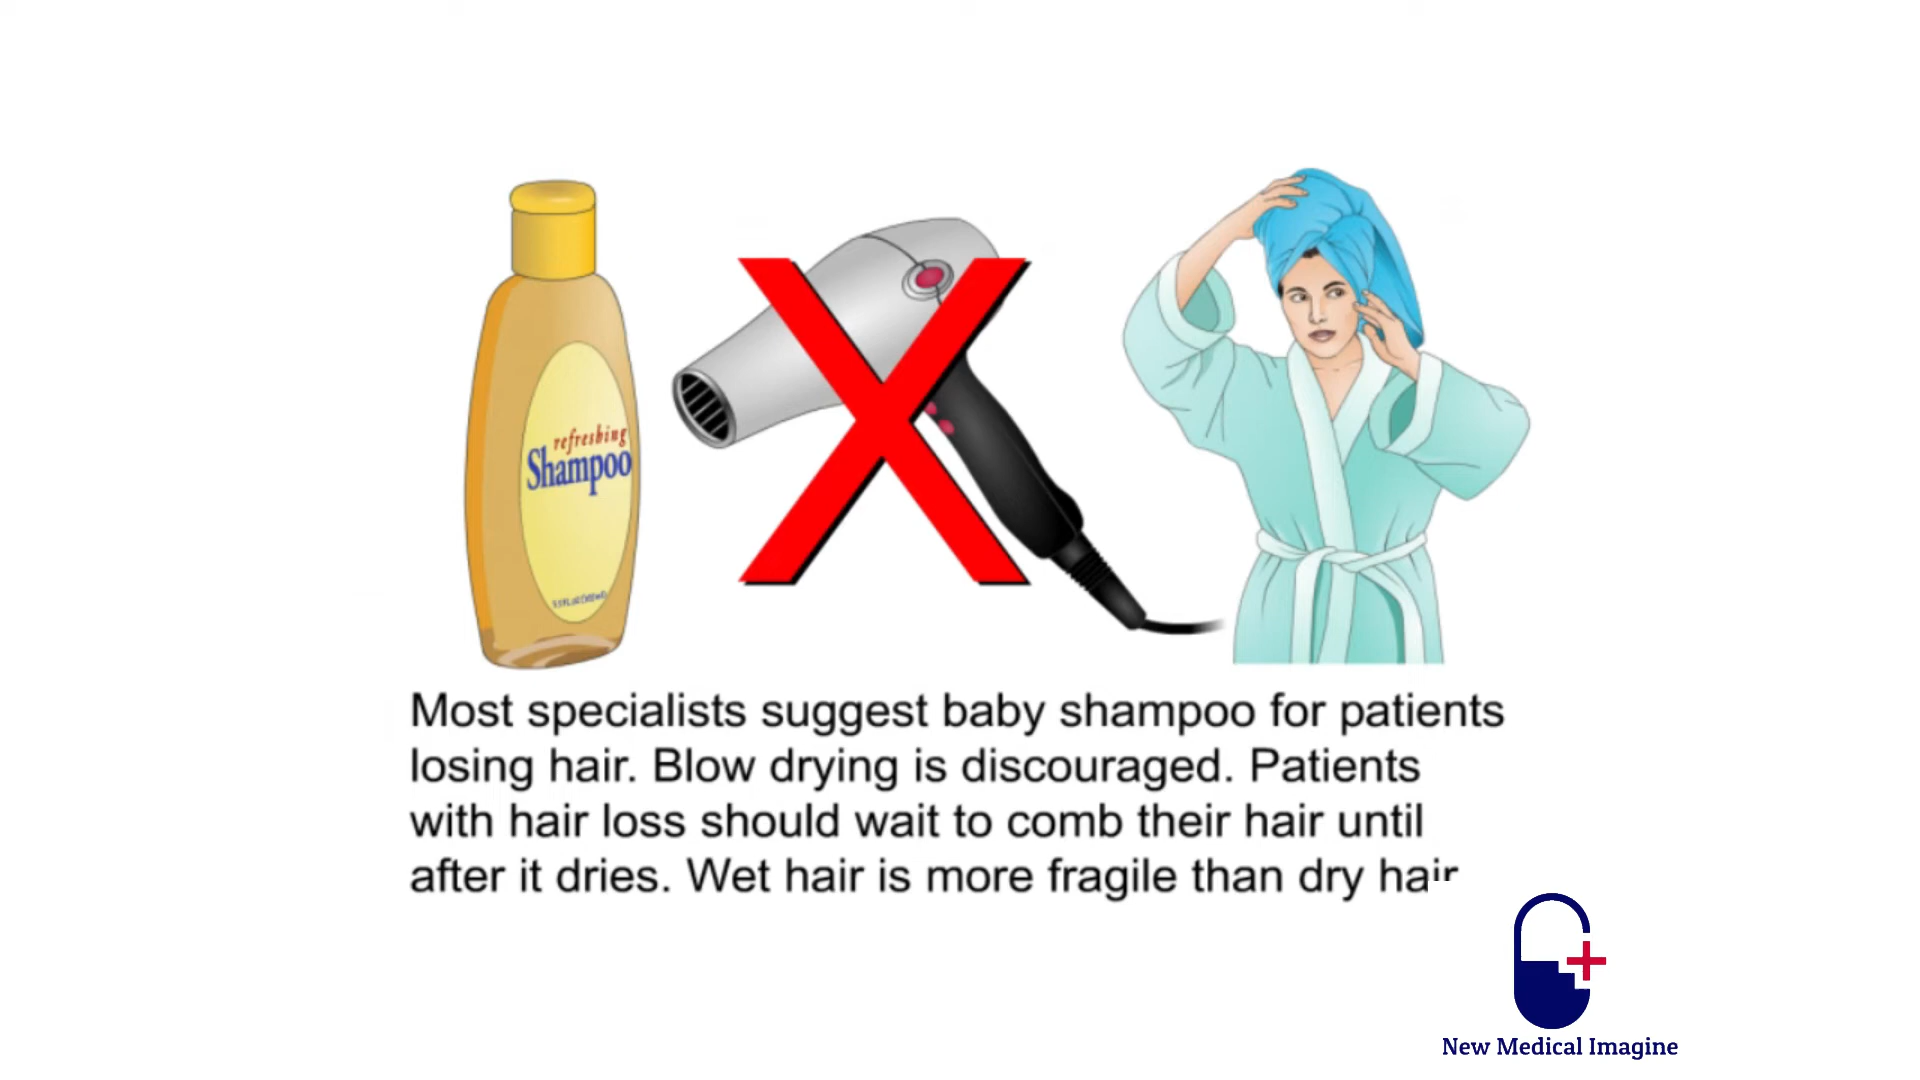 refreshing
Shampoo
Most specialists suggest baby shampoo for patients
losing hair. Blow drying is discouraged. Patients
with hair loss should wait to comb their hair until
after it dries. Wet hair is more fragile than dry hair
New Medical Imagine